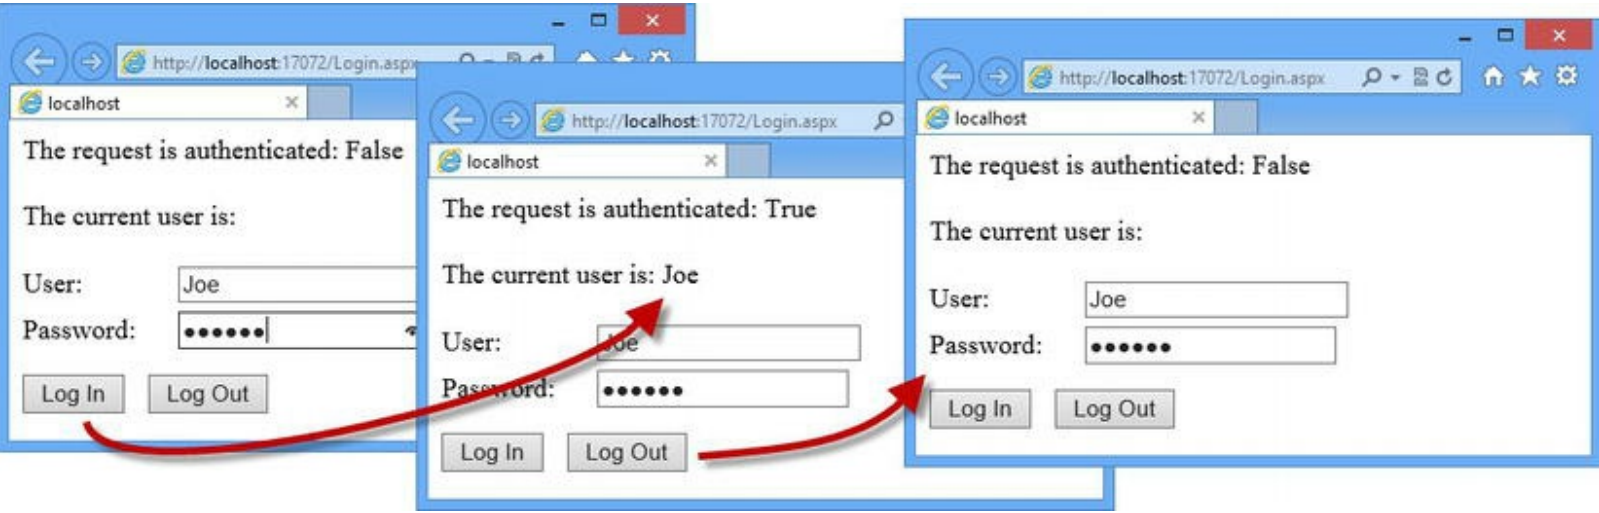 http://localhost:17072/Login.aspx
localhost
The request is authenticated: False
The current user is:
User: Joe
Password: ●●●●●●
Log In Log Out
http://localhost:17072/Login.aspx
localhost
The request is authenticated: True
The current user is: Joe
User: Joe
Password: ●●●●●●
Log In Log Out
http://localhost:17072/Login.aspx
localhost
The request is authenticated: False
The current user is:
User: Joe
Password: ●●●●●●
Log In Log Out